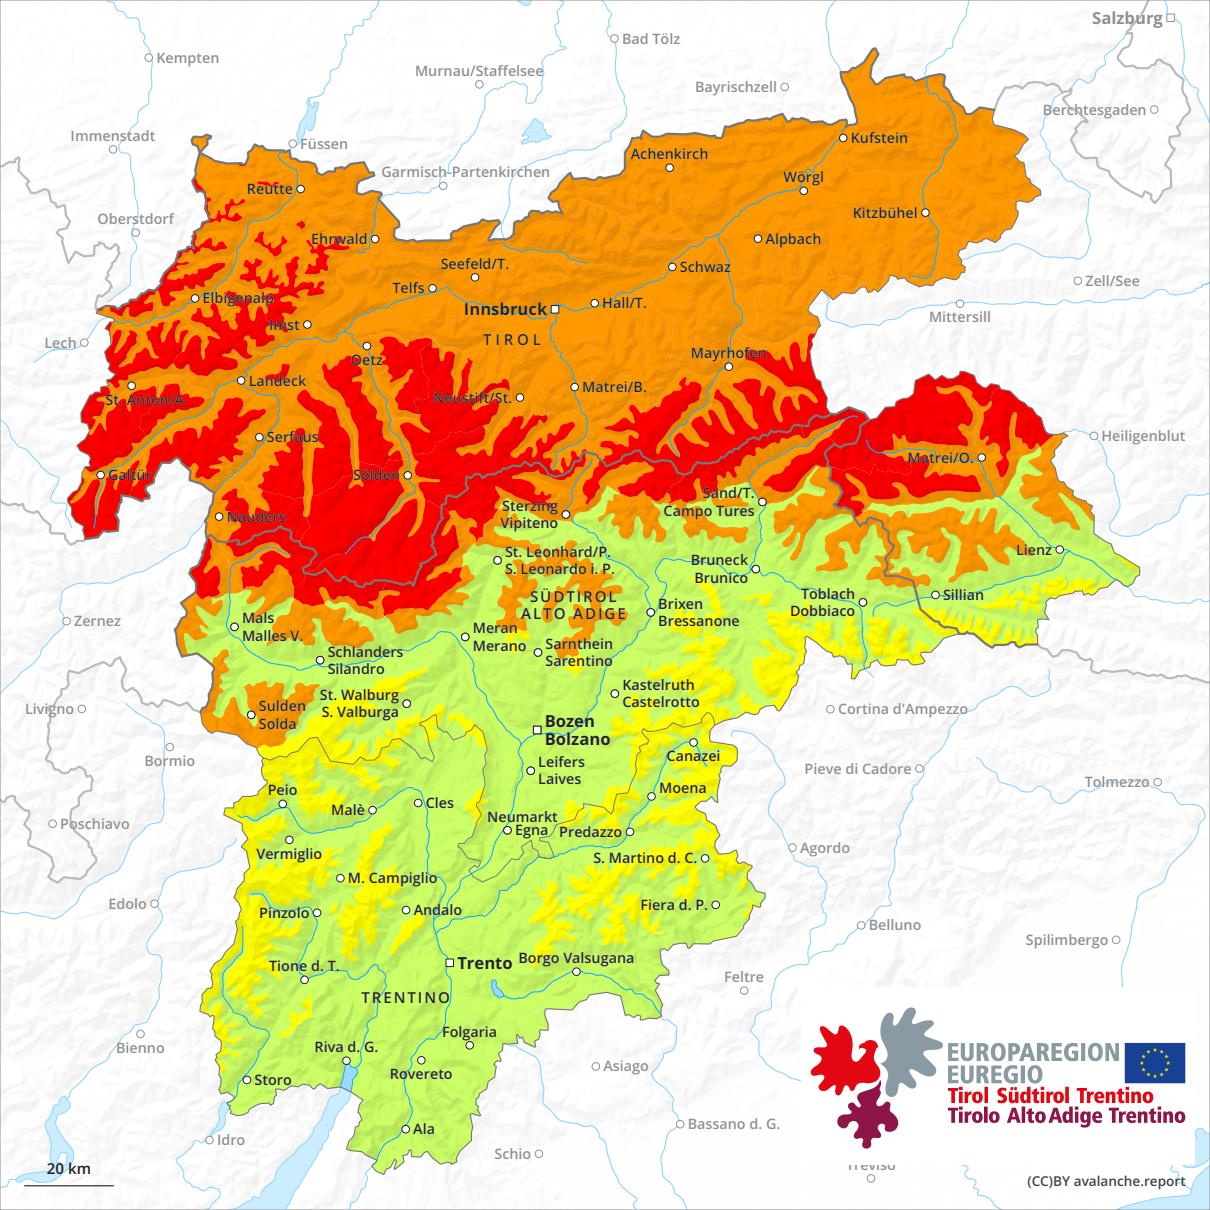 Salzburg
Bad Tölz
Kempten
Murnau/Staffelsee
Bayrischzell
Berchtesgaden
Immenstadt
Kufstein
Füssen
Achenkirch
Garmisch-Partenkirchen
Wörgl
Reutte
Kitzbühel
Oberstdorf
Ehrwald
Alpbach
Seefeld/T.
Schwaz
Zell/See
Telfs
Elbigenalp
Hall/T.
Innsbruck
Mittersill
Imst
Lech
TIROL
Oetz
Mayrhofen
Landeck
Matrei/B.
St. Anton/A.
Neustift/St.
Serfaus
Heiligenblut
Matrei/O.
Galtür
Sölden
Sand/T.
Campo Tures
Sterzing
Vipiteno
Nauders
St. Leonhard/P.
S. Leonardo i. P.
Lienz
Bruneck
Brunico
SÜDTIROL
ALTO ADIGE
Toblach
Dobbiaco
Sillian
Brixen
Bressanone
Zernez
Mals
Malles V.
Meran
Merano
Sarnthein
Sarentino
Schlanders
Silandro
Kastelruth
Castelrotto
St. Walburg
S. Valburga
Livigno
Sulden
Solda
Cortina d'Ampezzo
Bozen
Bolzano
Bormio
Canazei
Leifers
Laives
Pieve di Cadore
Tolmezzo
Peio
Moena
Malè
Cles
Neumarkt
Egna
Predazzo
Poschiavo
Vermiglio
S. Martino d. C.
Agordo
M. Campiglio
Edolo
Pinzolo
Andalo
Fiera d. P.
Belluno
Spilimbergo
Trento
Borgo Valsugana
Tione d. T.
Feltre
TRENTINO
Folgaria
Bienno
Riva d. G.
Rovereto
Asiago
Storo
EUROPAREGION
EUREGIO
Tirol Südtirol Trentino
Tirolo Alto Adige Trentino
Ala
Bassano d. G.
Idro
Schio
Treviso
20 km
(CC)BY avalanche.report